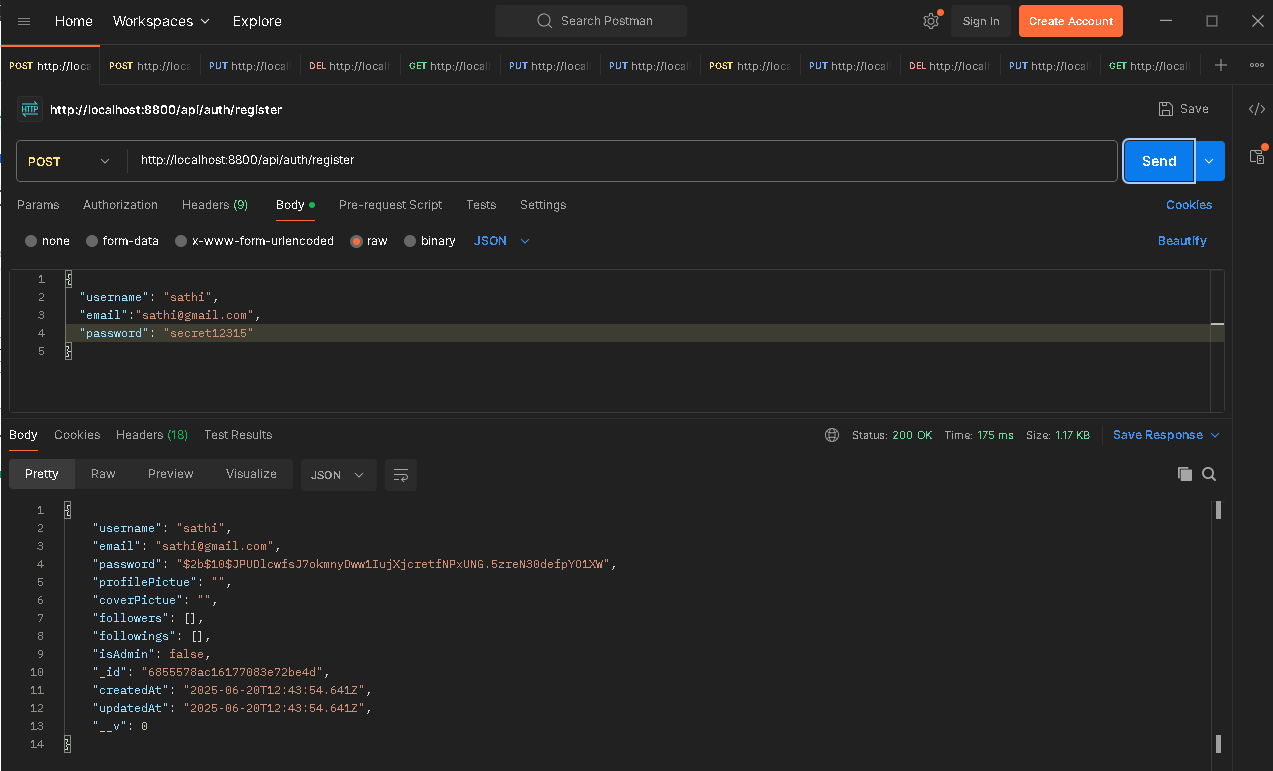 Home Workspaces Explore Search Postman Sign In Create Account
POST http://loca POST http://loca PUT http://local DEL http://local GET http://local PUT http://local PUT http://local POST http://loca PUT http://local DEL http://local PUT http://local GET http://local
HTTP http://localhost:8800/api/auth/register Save
POST http://localhost:8800/api/auth/register Send
Params Authorization Headers (9) Body Pre-request Script Tests Settings Cookies
none form-data x-www-form-urlencoded raw binary JSON Beautify
1 {
2 "username": "sathi",
3 "email":"sathi@gmail.com",
4 "password": "secret12315"
5 }
Body Cookies Headers (18) Test Results Status: 200 OK Time: 175 ms Size: 1.17 KB Save Response
Pretty Raw Preview Visualize JSON
1 {
2 "username": "sathi",
3 "email": "sathi@gmail.com",
4 "password": "$2b$10$JPUDlcwfsJ7okmnyDww1IujXjcretfNPxUNG.5zreN30defpYO1XW",
5 "profilePictue": "",
6 "coverPictue": "",
7 "followers": [],
8 "followings": [],
9 "isAdmin": false,
10 "_id": "6855578ac16177083e72be4d",
11 "createdAt": "2025-06-20T12:43:54.641Z",
12 "updatedAt": "2025-06-20T12:43:54.641Z",
13 "__v": 0
14 }